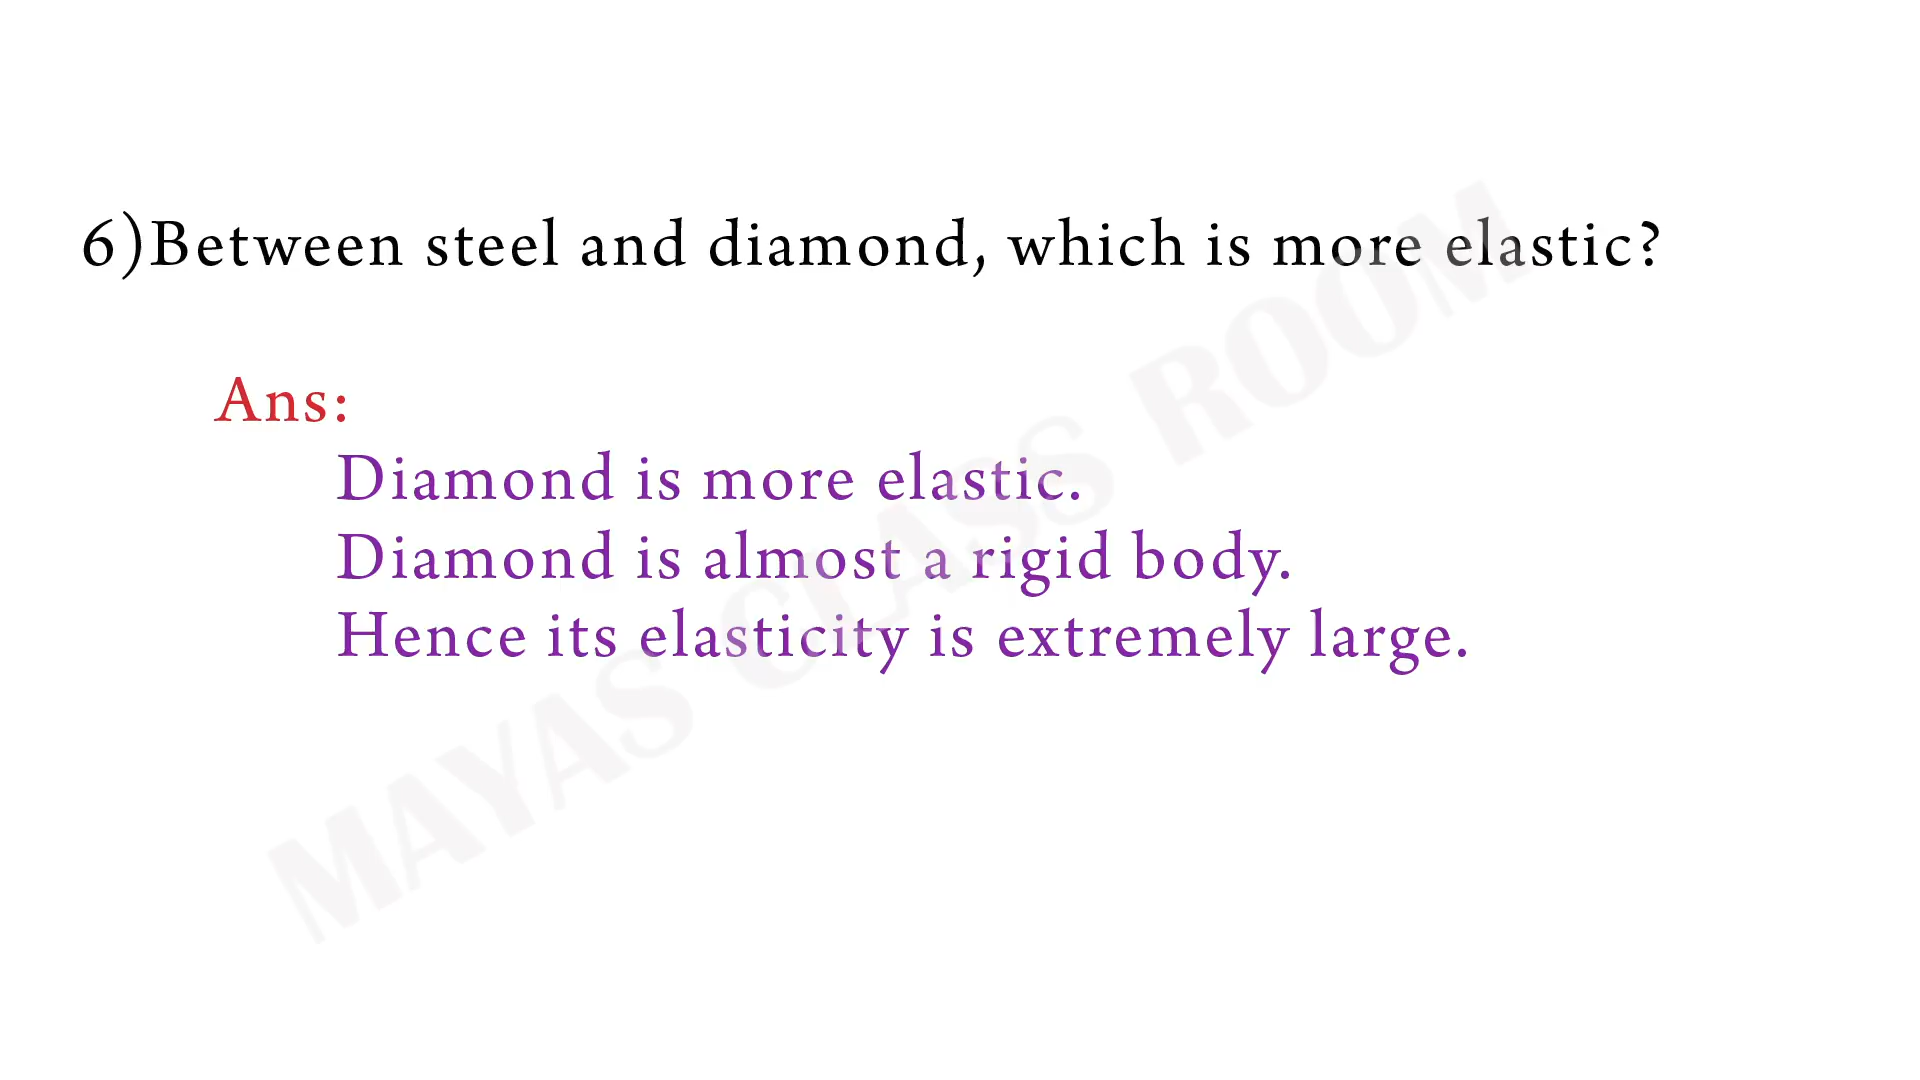 6)Between steel and diamond, which is more elastic?
Ans:
Diamond is more elastic.
Diamond is almost a rigid body.
Hence its elasticity is extremely large.
MAYAS CLASS ROOM